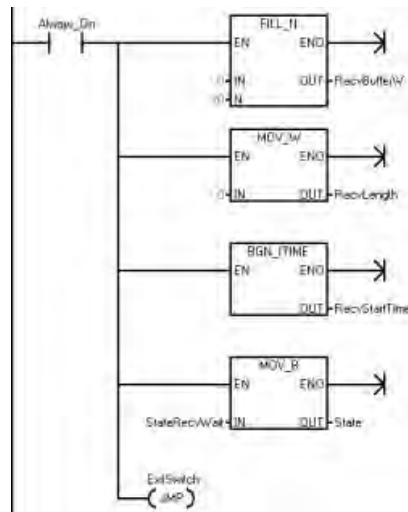 Always_On
FILL_N
EN ENO
IN OUT RecvBufferW
N
MOV_W
EN ENO
IN OUT RecvLength
BGN_ITIME
EN ENO
OUT RecvStartTime
MOV_B
EN ENO
StateRecvWait IN OUT State
ExitSwitch
JMP